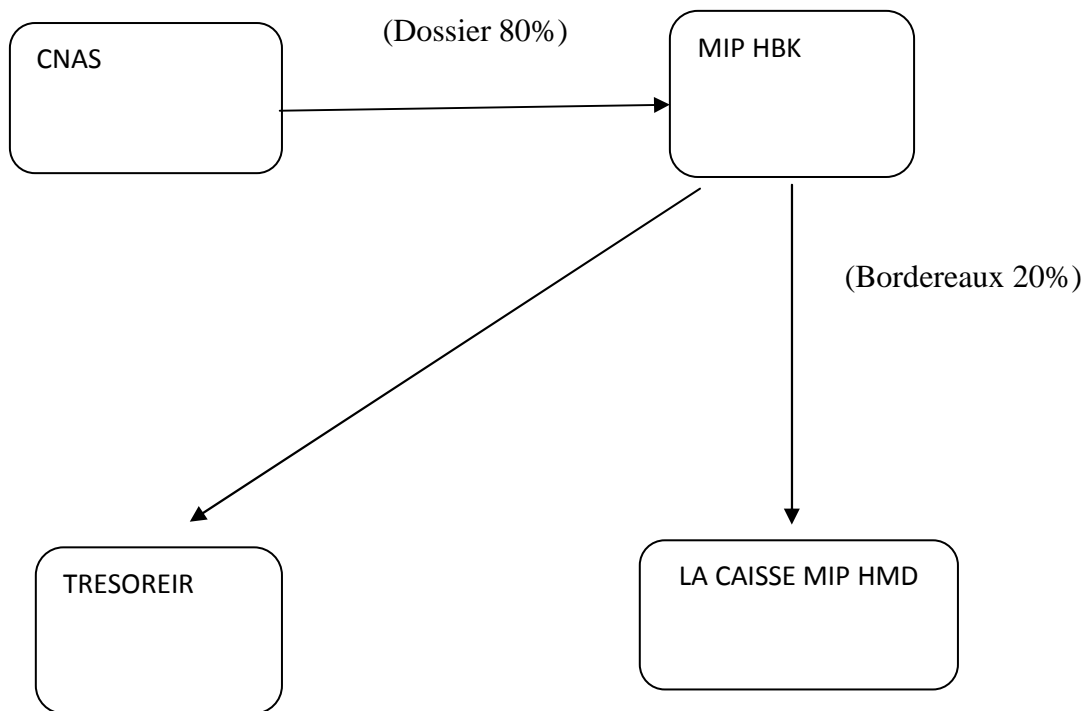 (Dossier 80%)
CNAS
MIP HBK
(Bordereaux 20%)
TRESOREIR
LA CAISSE MIP HMD